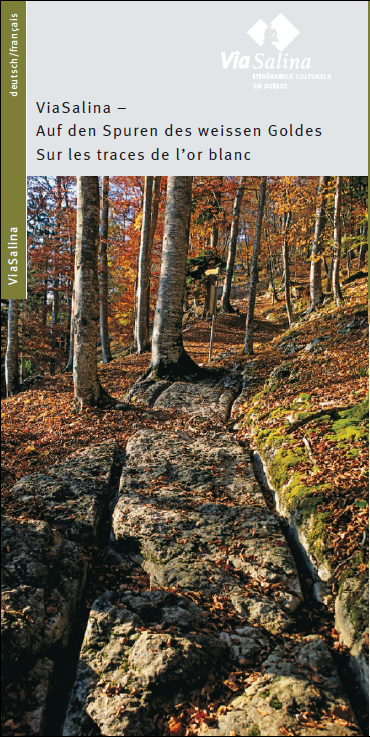 deutsch/français
ViaSalina
ViaSalina
ITINÉRAIRES CULTURELS
EN SUISSE
ViaSalina –
Auf den Spuren des weissen Goldes
Sur les traces de l'or blanc